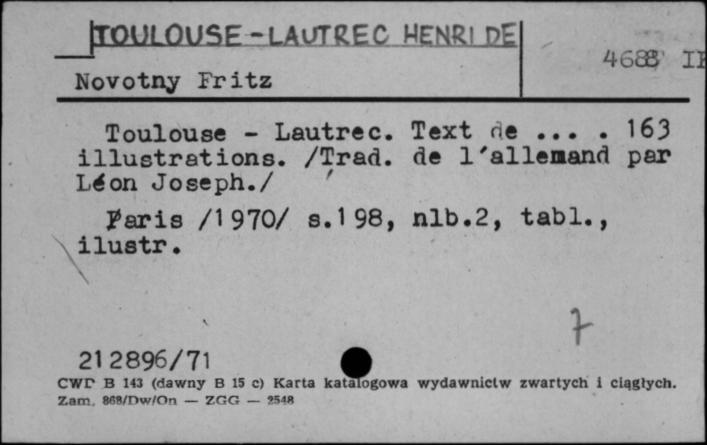 TOULOUSE-LAUTREC HENRI DE
4688
Novotny Fritz
Toulouse - Lautrec. Text de ... . 163
illustrations. /Trad. de l'allemand par
Léon Joseph./
Paris /1970/ s.198, nlb.2, tabl.,
ilustr.
7
212896/71
CWD B 143 (dawny B 15 c) Karta katalogowa wydawnictw zwartych i ciągłych.
Zam. 868/Dw/On — ZGG — 2548